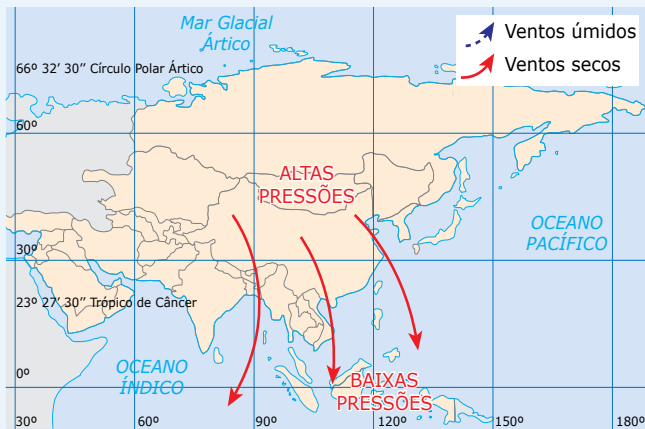 Mar Glacial
Ártico
Ventos úmidos
Ventos secos
66º 32’ 30’’ Círculo Polar Ártico
60º
ALTAS
PRESSÕES
OCEANO
PACÍFICO
30º
23º 27’ 30’’ Trópico de Câncer
OCEANO
ÍNDICO
0º
BAIXAS
PRESSÕES
30º
60º
90º
120º
150º
180º